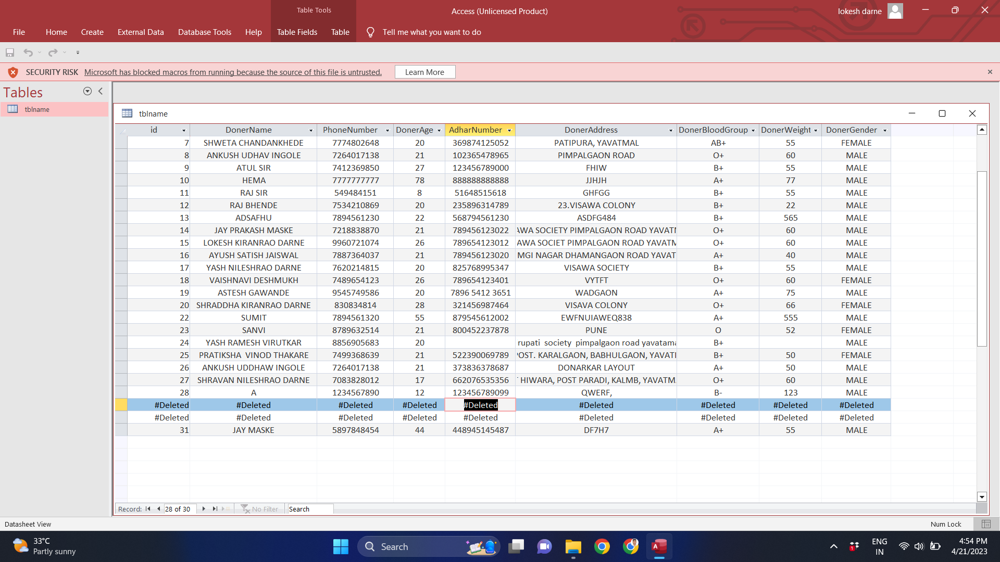 Table Tools
Access (Unlicensed Product)
lokesh darne
File Home Create External Data Database Tools Help Table Fields Table Tell me what you want to do
SECURITY RISK Microsoft has blocked macros from running because the source of this file is untrusted. Learn More
Tables
tblname
tblname
id DonerName PhoneNumber DonerAge AdharNumber DonerAddress DonerBloodGroup DonerWeight DonerGender
7 SHWETA CHANDANKHEDE 7774802648 20 369874125052 PATIPURA, YAVATMAL AB+ 55 FEMALE
8 ANKUSH UDHAV INGOLE 7264017138 21 102365478965 PIMPALGAON ROAD O+ 60 MALE
9 ATUL SIR 7412369850 27 123456789000 FHIW B+ 55 MALE
10 HEMA 7777777777 78 888888888888 JJHJH A+ 77 MALE
11 RAJ SIR 549484151 8 51648515618 GHFGG B+ 55 MALE
12 RAJ BHENDE 7534210869 20 235896314789 23.VISAWA COLONY B+ 22 MALE
13 ADSAFHU 7894561230 22 568794561230 ASDFG484 B+ 565 MALE
14 JAY PRAKASH MASKE 7218838870 21 789456123022 AWA SOCIETY PIMPALGAON ROAD YAVATI O+ 60 MALE
15 LOKESH KIRANRAO DARNE 9960721074 26 789654123012 AWA SOCIET PIMPALGAON ROAD YAVATM O+ 60 MALE
16 AYUSH SATISH JAISWAL 7887364037 21 789456123020 MGI NAGAR DHAMANGAON ROAD YAVAT A+ 40 MALE
17 YASH NILESHRAO DARNE 7620214815 20 825768995347 VISAWA SOCIETY B+ 55 MALE
18 VAISHNAVI DESHMUKH 7489654123 26 789654123401 VYTFT O+ 60 FEMALE
19 ASTESH GAWANDE 9545749586 20 7896 5412 3651 WADGAON A+ 75 MALE
20 SHRADDHA KIRANRAO DARNE 830834814 28 321456987464 VISAVA COLONY O+ 66 FEMALE
22 SUMIT 7894561320 55 879545612002 EWFNUIAWEQ838 A+ 555 MALE
23 SANVI 8789632514 21 800452237878 PUNE O 52 FEMALE
24 YASH RAMESH VIRUTKAR 8856905683 20 rupati society pimpalgaon road yavatama B+ MALE
25 PRATIKSHA VINOD THAKARE 7499368639 21 522390069789 POST. KARALGAON, BABHULGAON, YAVATI B+ 50 FEMALE
26 ANKUSH UDDHAW INGOLE 7264017138 21 373836378687 DONARKAR LAYOUT A+ 50 MALE
27 SHRAVAN NILESHRAO DARNE 7083828012 17 662076535356 HIWARA, POST PARADI, KALMB, YAVATM. O+ 60 MALE
28 A 1234567890 12 123456789099 QWERF, B- 123 MALE
#Deleted #Deleted #Deleted #Deleted #Deleted #Deleted #Deleted #Deleted #Deleted
#Deleted #Deleted #Deleted #Deleted #Deleted #Deleted #Deleted #Deleted #Deleted
31 JAY MASKE 5897848454 44 448945145487 DF7H7 A+ 55 MALE
Record: 28 of 30 No Filter Search
Datasheet View Num Lock
33°C
Partly sunny
Search
ENG
IN
4:54 PM
4/21/2023